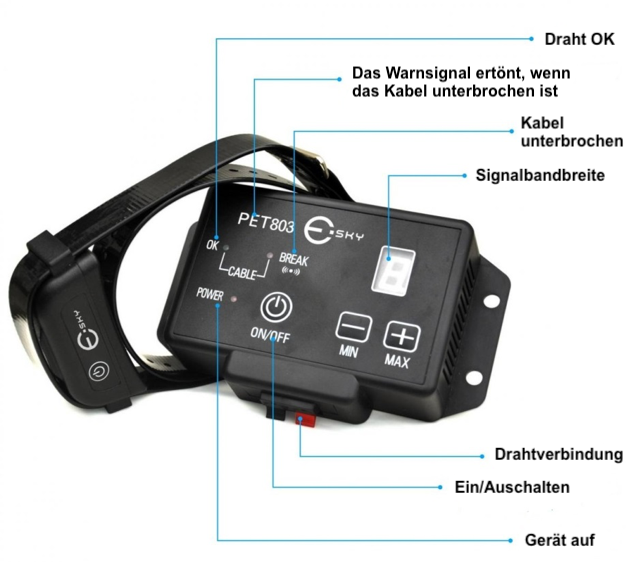 Draht OK
Das Warnsignal ertönt, wenn
das Kabel unterbrochen ist
Kabel
unterbrochen
Signalbandbreite
PET803 E·SKY
OK
BREAK
CABLE
POWER
ON/OFF
MIN
MAX
E·SKY
Drahtverbindung
Ein/Auschalten
Gerät auf